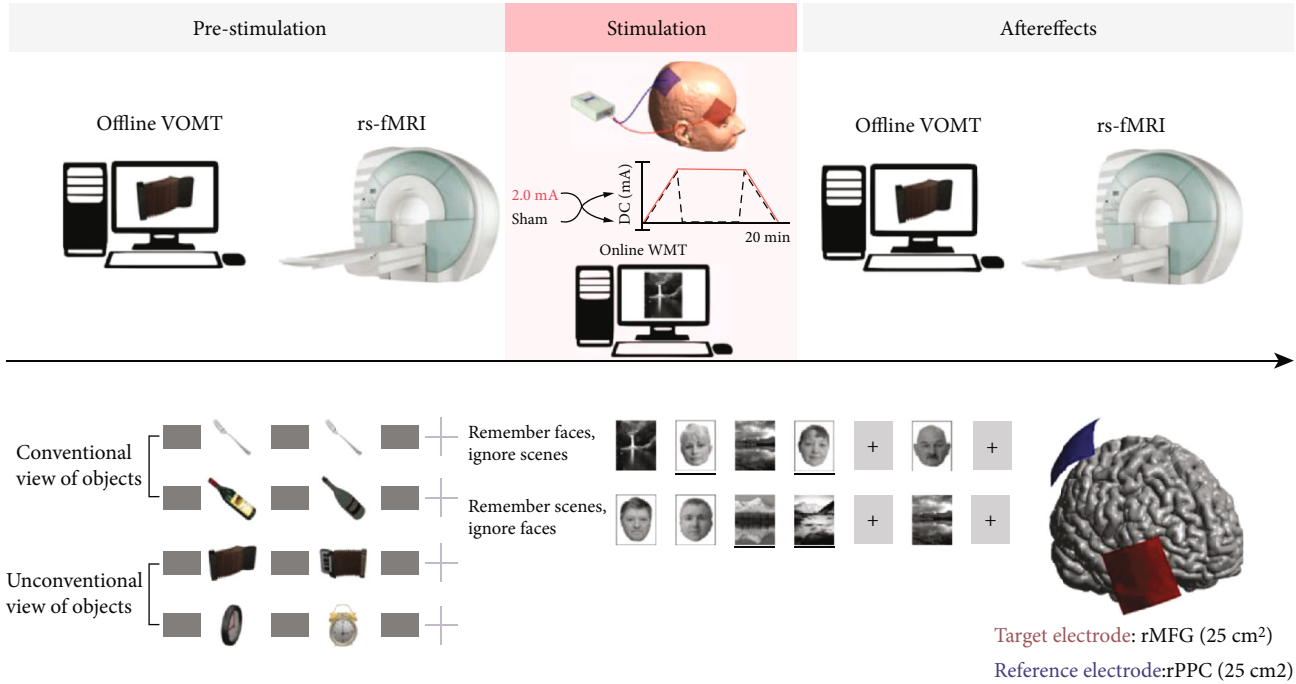 Pre-stimulation
Stimulation
Aftereffects
Offline VOMT
rs-fMRI
2.0 mA
Sham
DC (mA)
20 min
Online WMT
Offline VOMT
rs-fMRI
Conventional
view of objects
Unconventional
view of objects
Remember faces,
ignore scenes
+
+
Remember scenes,
ignore faces
+
+
Target electrode: rMFG (25 cm²)
Reference electrode:rPPC (25 cm2)